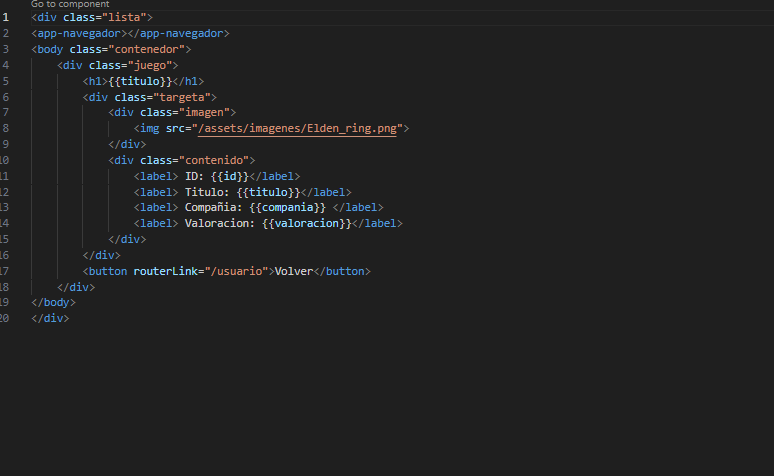 Go to component
1 <div class="lista">
2 <app-navegador></app-navegador>
3 <body class="contenedor">
4 <div class="juego">
5 <h1>{{titulo}}</h1>
6 <div class="targeta">
7 <div class="imagen">
8 <img src="/assets/imagenes/Elden_ring.png">
9 </div>
10 <div class="contenido">
11 <label> ID: {{id}}</label>
12 <label> Titulo: {{titulo}}</label>
13 <label> Compañia: {{compania}} </label>
14 <label> Valoracion: {{valoracion}}</label>
15 </div>
16 </div>
17 <button routerLink="/usuario">Volver</button>
18 </div>
19 </body>
20 </div>